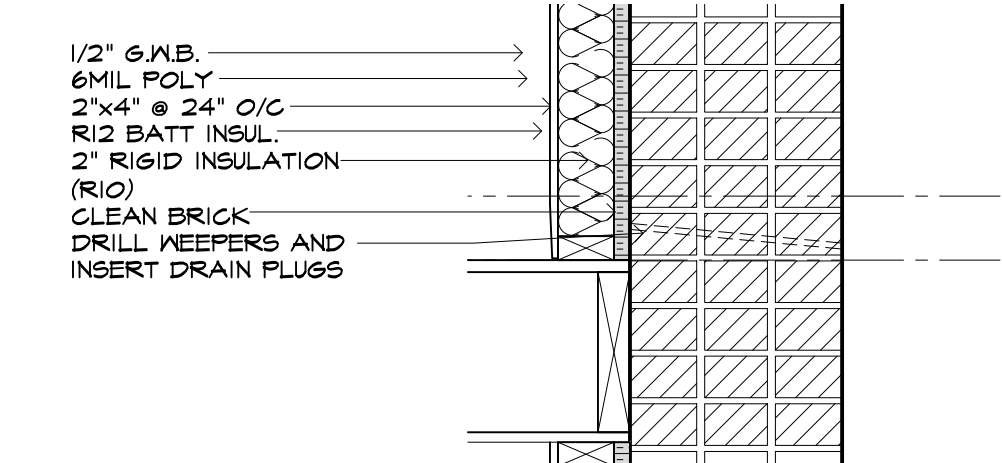 1/2" G.W.B.
6MIL POLY
2"x4" @ 24" O/C
R12 BATT INSUL.
2" RIGID INSULATION
(R10)
CLEAN BRICK
DRILL WEEPERS AND
INSERT DRAIN PLUGS